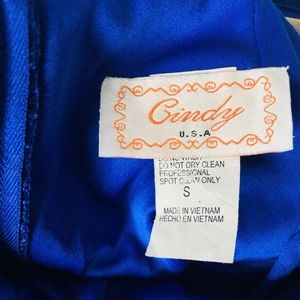 Cindy
U.S.A
DO NOT DRY CLEAN
PROFESSIONAL
SPOT CLEAN ONLY
S
MADE IN VIETNAM
HECHO EN VIETNAM